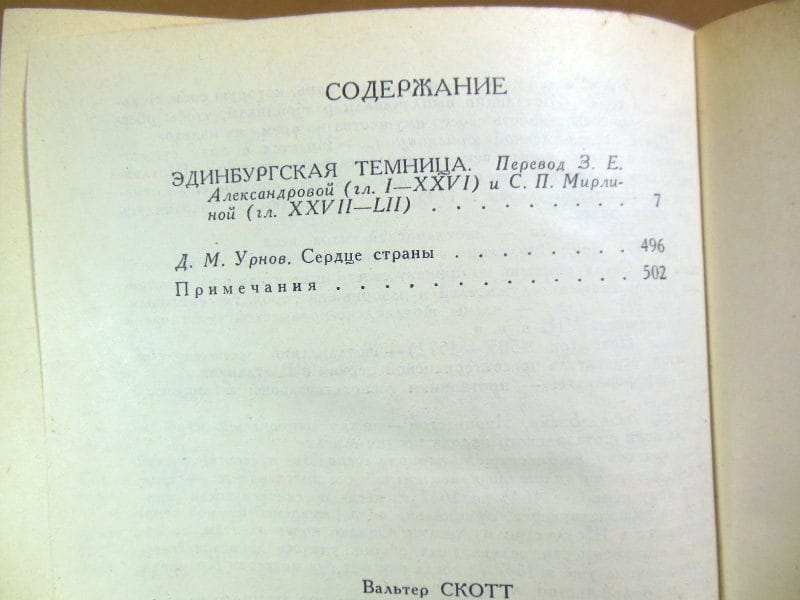 СОДЕРЖАНИЕ
ЭДИНБУРГСКАЯ ТЕМНИЦА. Перевод З. Е.
Александровой (гл. I—XXVI) и С. П. Мирли-
ной (гл. XXVII—LII) . . . . . . . . . 7
Д. М. Урнов. Сердце страны . . . . . . . . 496
Примечания . . . . . . . . . . . . . 502
Вальтер СКОТТ